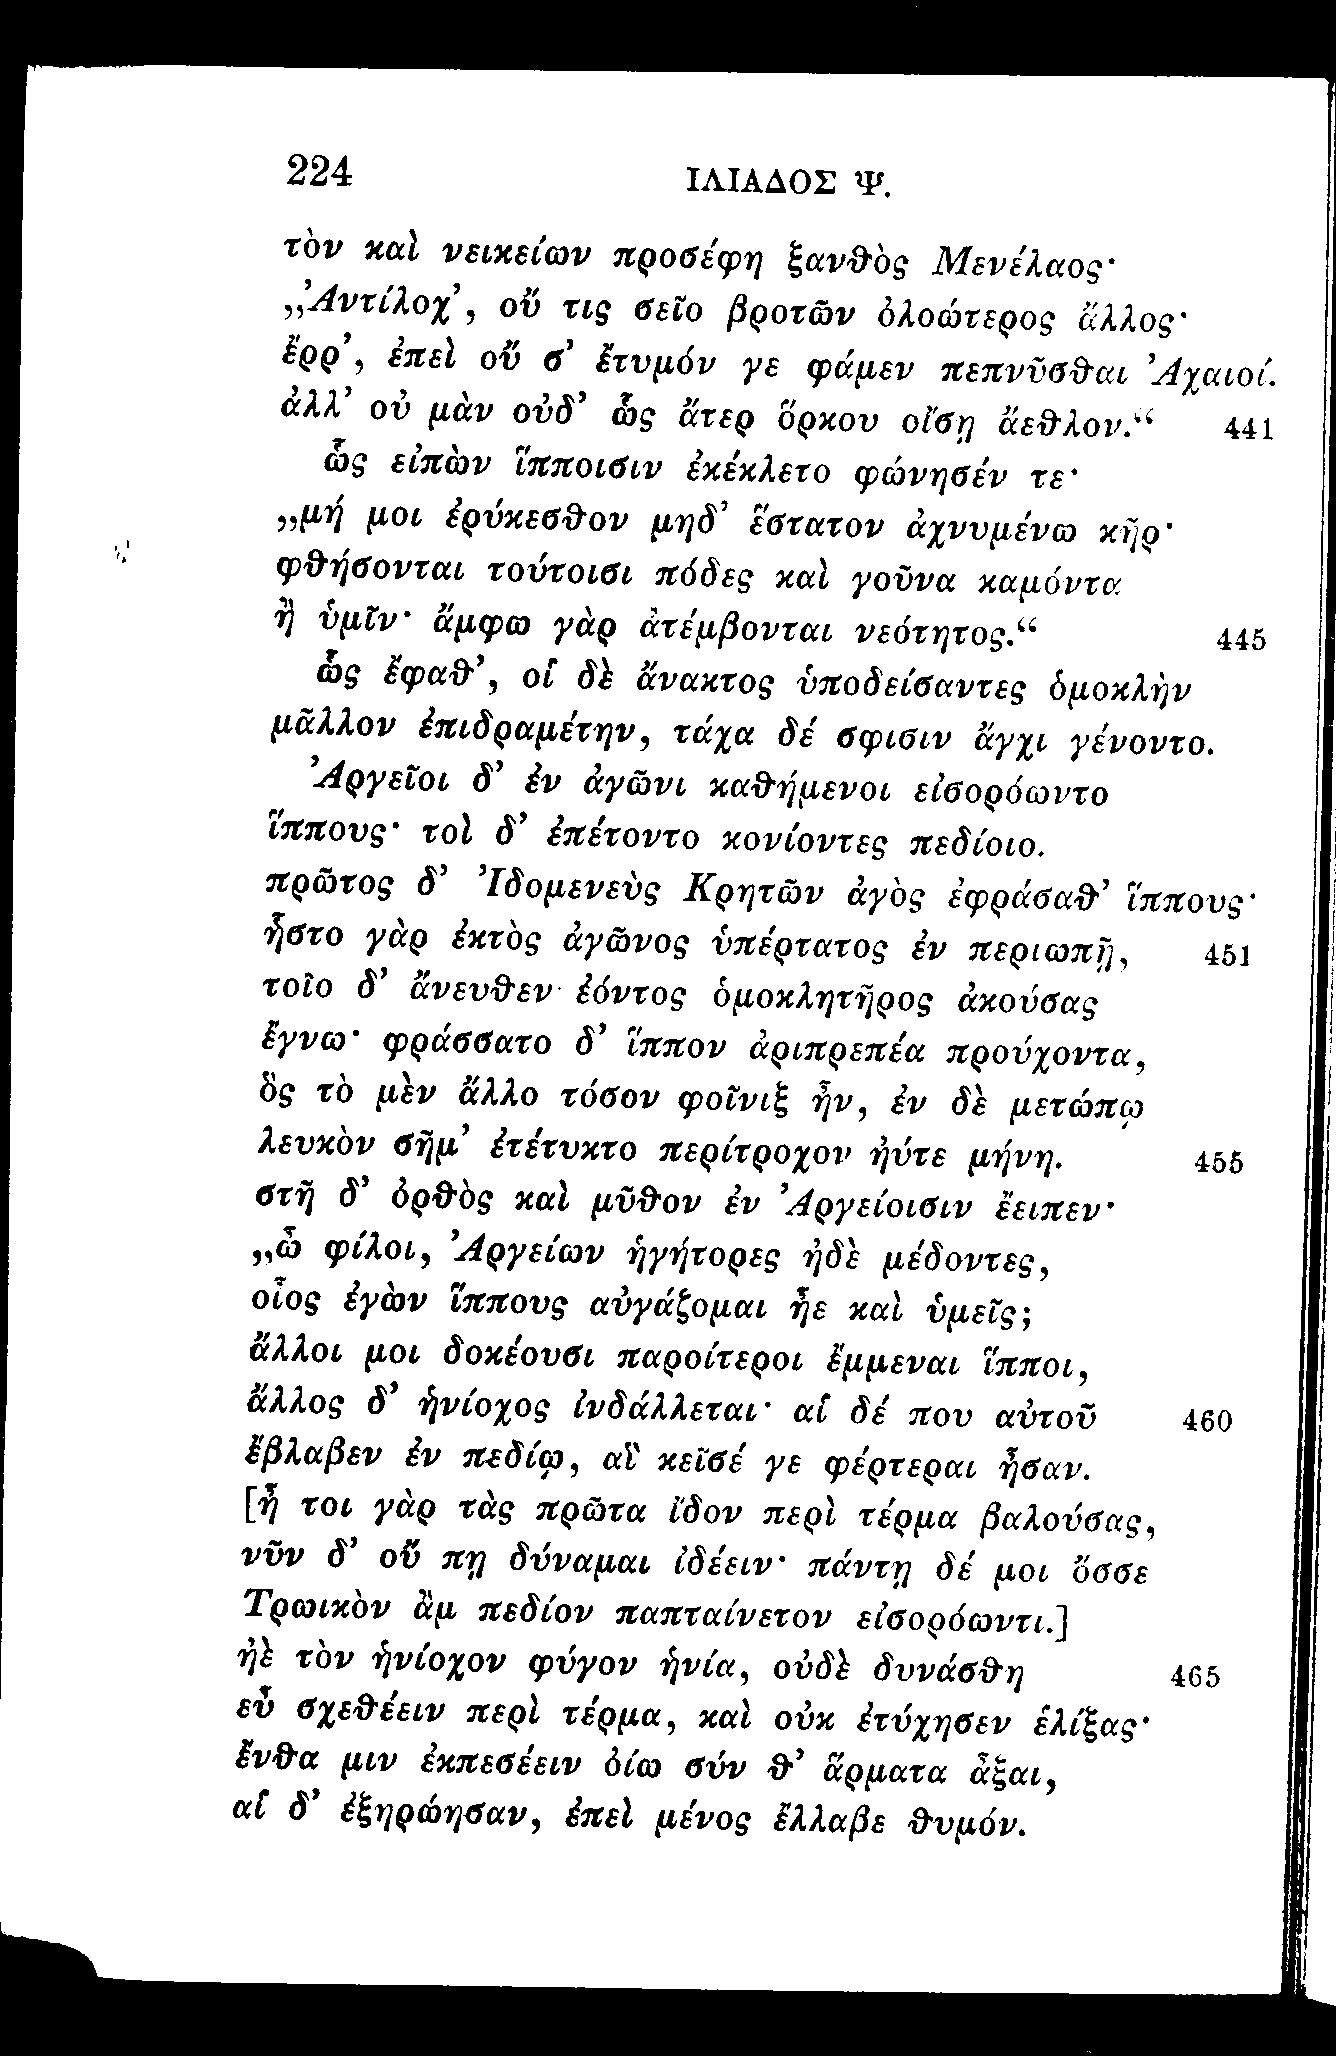 224 ΙΛΙΑΔΟΣ Ψ.
τὸν καὶ νεικείων προσέφη ξανθὸς Μενέλαος·
„Ἀντίλοχ’, οὔ τις σεῖο βροτῶν ὀλοώτερος ἄλλος·
ἔρρ’, ἐπεὶ οὔ σ’ ἔτυμόν γε φάμεν πεπνῦσθαι Ἀχαιοί.
ἀλλ’ οὐ μὰν οὐδ’ ὧς ἄτερ ὅρκου οἴσῃ ἄεθλον.“ 441
ὣς εἰπὼν ἵπποισιν ἐκέκλετο φώνησέν τε·
„μή μοι ἐρύκεσθον μηδ’ ἕστατον ἀχνυμένω κῆρ·
φθήσονται τούτοισι πόδες καὶ γοῦνα καμόντα
ἢ ὑμῖν· ἄμφω γὰρ ἀτέμβονται νεότητος.“ 445
ὣς ἔφαθ’, οἱ δὲ ἄνακτος ὑποδείσαντες ὁμοκλὴν
μᾶλλον ἐπιδραμέτην, τάχα δέ σφισιν ἄγχι γένοντο.
Ἀργεῖοι δ’ ἐν ἀγῶνι καθήμενοι εἰσορόωντο
ἵππους· τοὶ δ’ ἐπέτοντο κονίοντες πεδίοιο.
πρῶτος δ’ Ἰδομενεὺς Κρητῶν ἀγὸς ἐφράσαθ’ ἵππους·
ἧστο γὰρ ἐκτὸς ἀγῶνος ὑπέρτατος ἐν περιωπῇ, 451
τοῖο δ’ ἄνευθεν ἐόντος ὁμοκλητῆρος ἀκούσας
ἔγνω· φράσσατο δ’ ἵππον ἀριπρεπέα προύχοντα,
ὃς τὸ μὲν ἄλλο τόσον φοῖνιξ ἦν, ἐν δὲ μετώπῳ
λευκὸν σῆμ’ ἐτέτυκτο περίτροχον ἠύτε μήνη. 455
στῆ δ’ ὀρθὸς καὶ μῦθον ἐν Ἀργείοισιν ἔειπεν·
„ὦ φίλοι, Ἀργείων ἡγήτορες ἠδὲ μέδοντες,
οἶος ἐγὼν ἵππους αὐγάζομαι ἦε καὶ ὑμεῖς;
ἄλλοι μοι δοκέουσι παροίτεροι ἔμμεναι ἵπποι,
ἄλλος δ’ ἡνίοχος ἰνδάλλεται· αἱ δέ που αὐτοῦ 460
ἔβλαβεν ἐν πεδίῳ, αἳ κεῖσέ γε φέρτεραι ἦσαν.
[ἦ τοι γὰρ τὰς πρῶτα ἴδον περὶ τέρμα βαλούσας,
νῦν δ’ οὔ πῃ δύναμαι ἰδέειν· πάντῃ δέ μοι ὄσσε
Τρωικὸν ἂμ πεδίον παπταίνετον εἰσορόωντι.]
ἠὲ τὸν ἡνίοχον φύγον ἡνία, οὐδὲ δυνάσθη 465
εὖ σχεθέειν περὶ τέρμα, καὶ οὐκ ἐτύχησεν ἑλίξας·
ἔνθα μιν ἐκπεσέειν ὀίω σύν θ’ ἅρματα ἆξαι,
αἱ δ’ ἐξηρώησαν, ἐπεὶ μένος ἔλλαβε θυμόν.